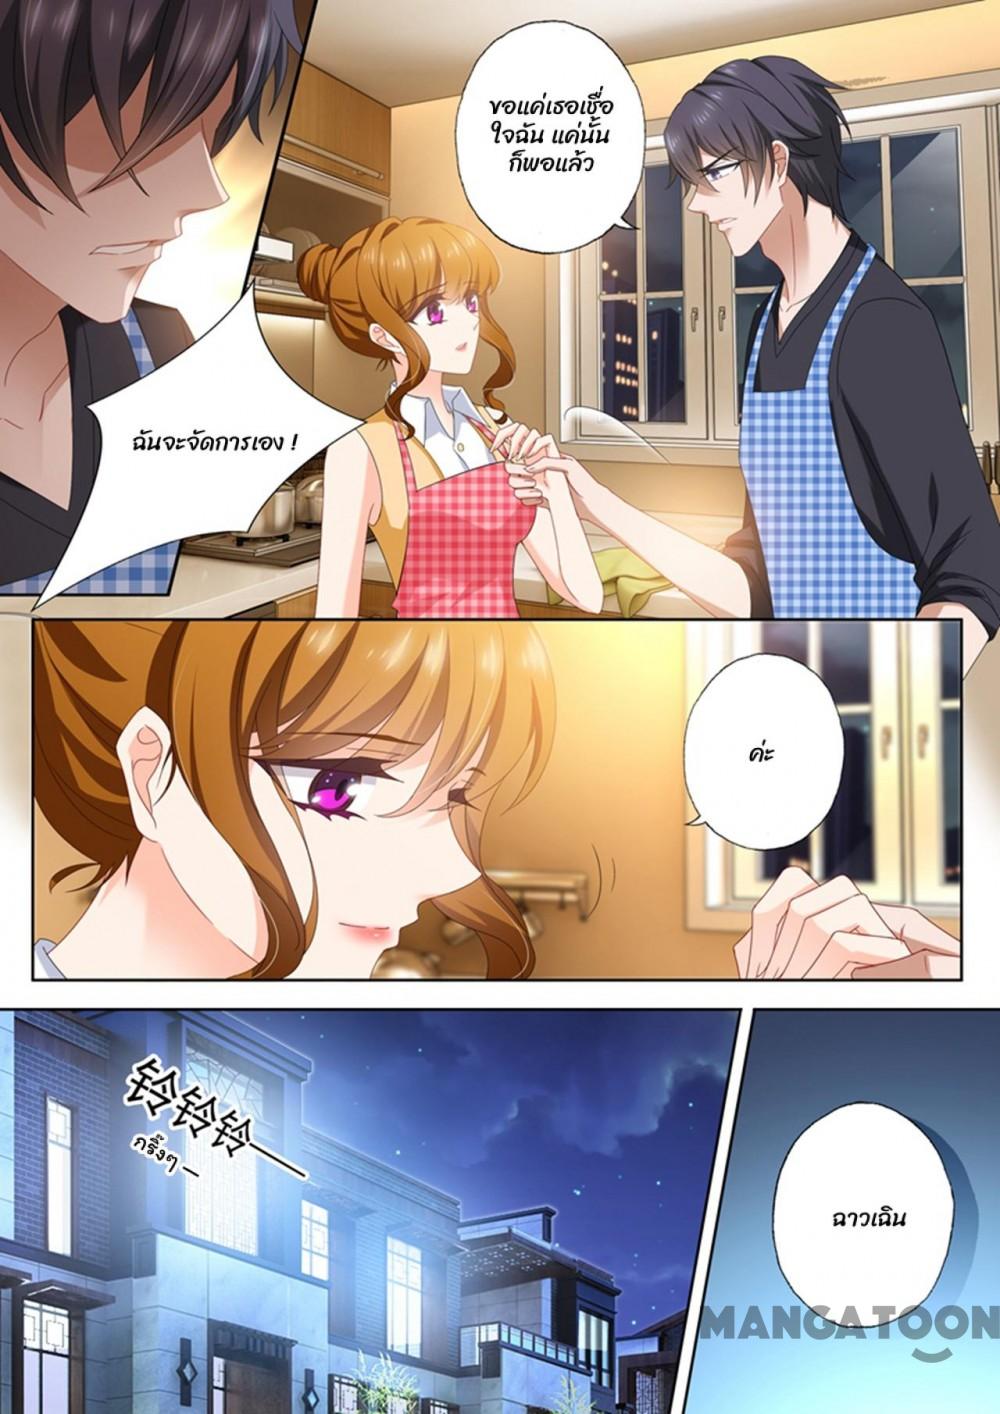 ขอแค่เธอเชื่อ
ใจฉัน แค่นั้น
ก็พอแล้ว
ฉันจะจัดการเอง !
ค่ะ
铃铃铃—
กริ๊งๆ —
ฉาวเฉิน
MANGATOON